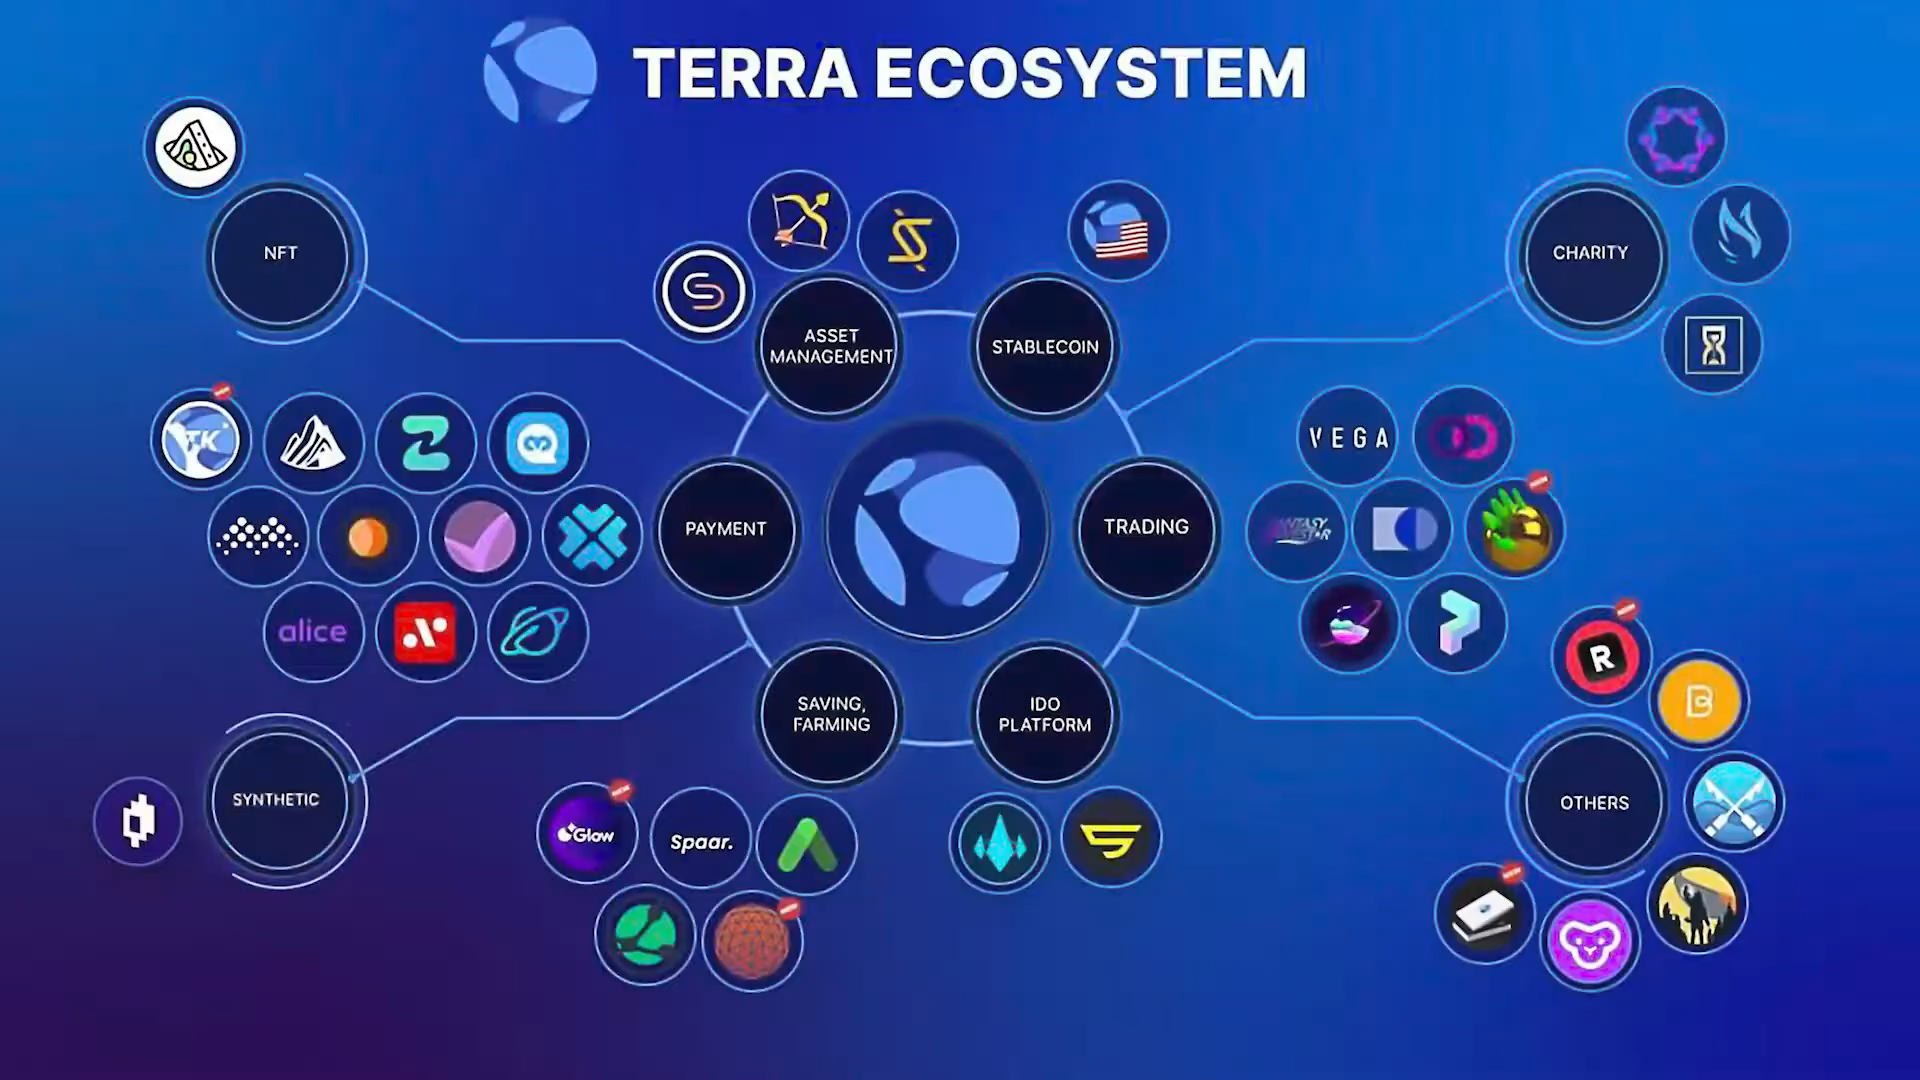 TERRA ECOSYSTEM
NFT
ASSET
MANAGEMENT
STABLECOIN
CHARITY
TK
VEGA
PAYMENT
TRADING
alice
R
B
SAVING,
FARMING
IDO
PLATFORM
SYNTHETIC
OTHERS
Glow
Spaar.